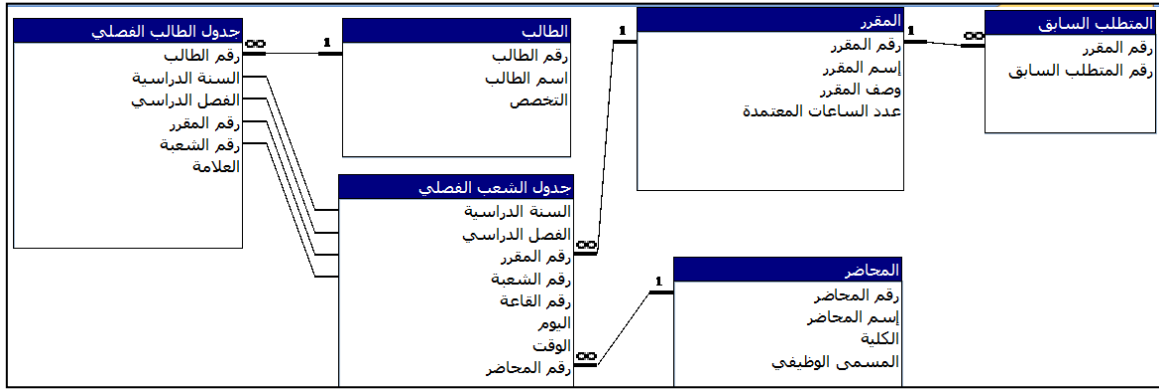 المتطلب السابق
رقم المقرر
رقم المتطلب السابق
المقرر
رقم المقرر
إسم المقرر
وصف المقرر
عدد الساعات المعتمدة
الطالب
رقم الطالب
اسم الطالب
التخصص
جدول الطالب الفصلي
رقم الطالب
السنة الدراسية
الفصل الدراسي
رقم المقرر
رقم الشعبة
العلامة
جدول الشعب الفصلي
السنة الدراسية
الفصل الدراسي
رقم المقرر
رقم الشعبة
رقم القاعة
اليوم
الوقت
رقم المحاضر
المحاضر
رقم المحاضر
إسم المحاضر
الكلية
المسمى الوظيفي
∞
1
1
∞
1
∞
1
∞